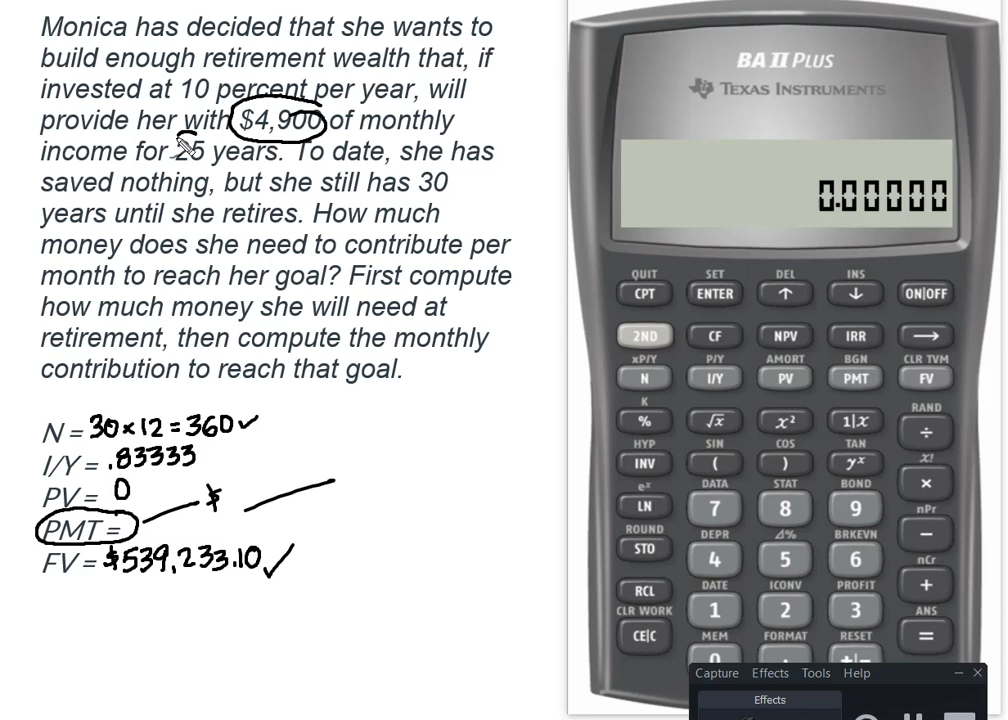 Monica has decided that she wants to
build enough retirement wealth that, if
invested at 10 percent per year, will
provide her with $4,900 of monthly
income for 25 years. To date, she has
saved nothing, but she still has 30
years until she retires. How much
money does she need to contribute per
month to reach her goal? First compute
how much money she will need at
retirement, then compute the monthly
contribution to reach that goal.
N = 30 × 12 = 360 ✓
I/Y = .83333
PV = 0
$
PMT =
FV = $539,233.10 ✓
BA II PLUS
TEXAS INSTRUMENTS
0.00000
QUIT SET DEL INS
CPT ENTER ↑ ↓ ON|OFF
2ND CF NPV IRR →
xP/Y P/Y AMORT BGN CLR TVM
N I/Y PV PMT FV
K RAND
% √x x² 1/x ÷
HYP SIN COS TAN x!
INV ( ) yˣ ×
eˣ DATA STAT BOND nPr
LN 7 8 9 −
ROUND DEPR Δ% BRKEVN nCr
STO 4 5 6 +
DATE ICONV PROFIT ANS
RCL 1 2 3 =
CLR WORK MEM FORMAT RESET
CE|C 0 . +|−
Capture Effects Tools Help
Effects